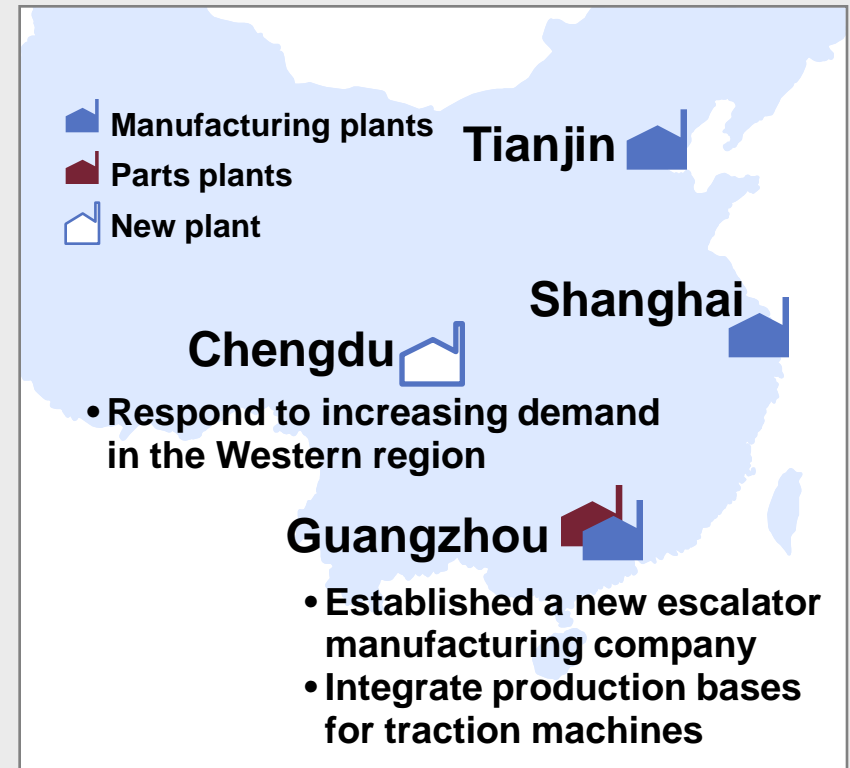 Manufacturing plants
Parts plants
New plant
Tianjin
Shanghai
Chengdu
• Respond to increasing demand
in the Western region
Guangzhou
• Established a new escalator
manufacturing company
• Integrate production bases
for traction machines